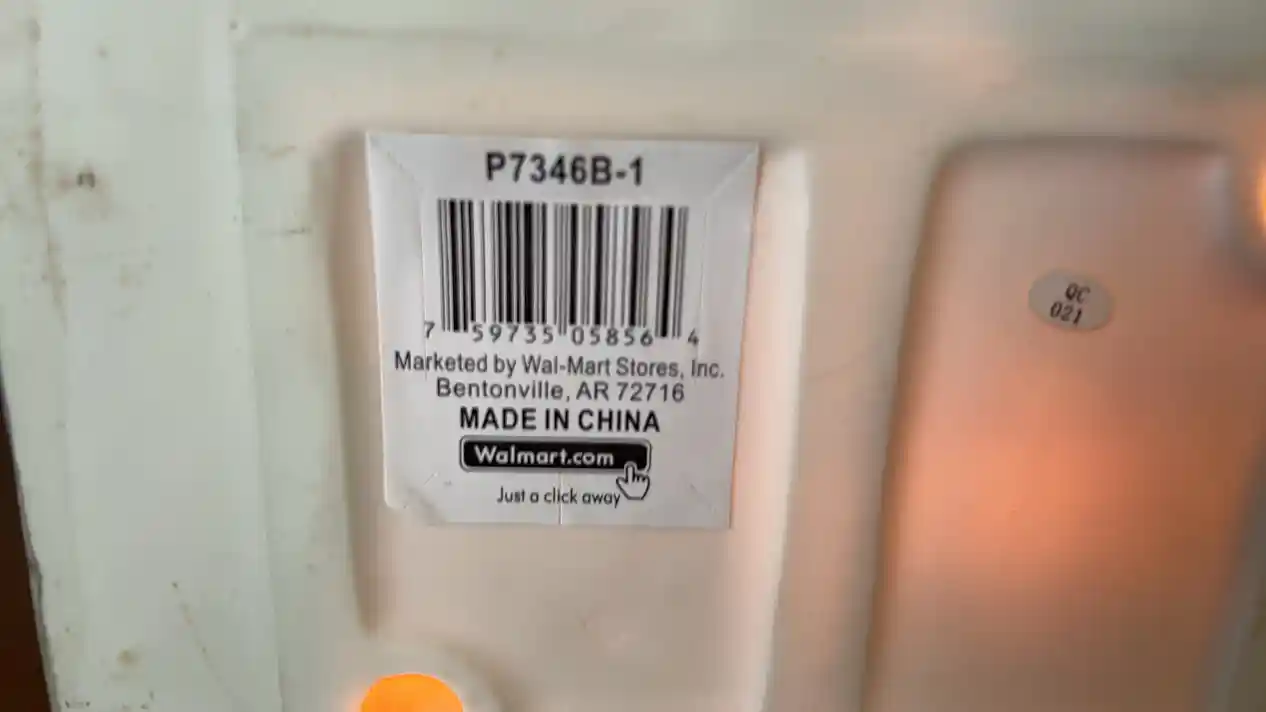 P7346B-1
7 59735 05856 4
Marketed by Wal-Mart Stores, Inc.
Bentonville, AR 72716
MADE IN CHINA
Walmart.com
Just a click away
QC
021